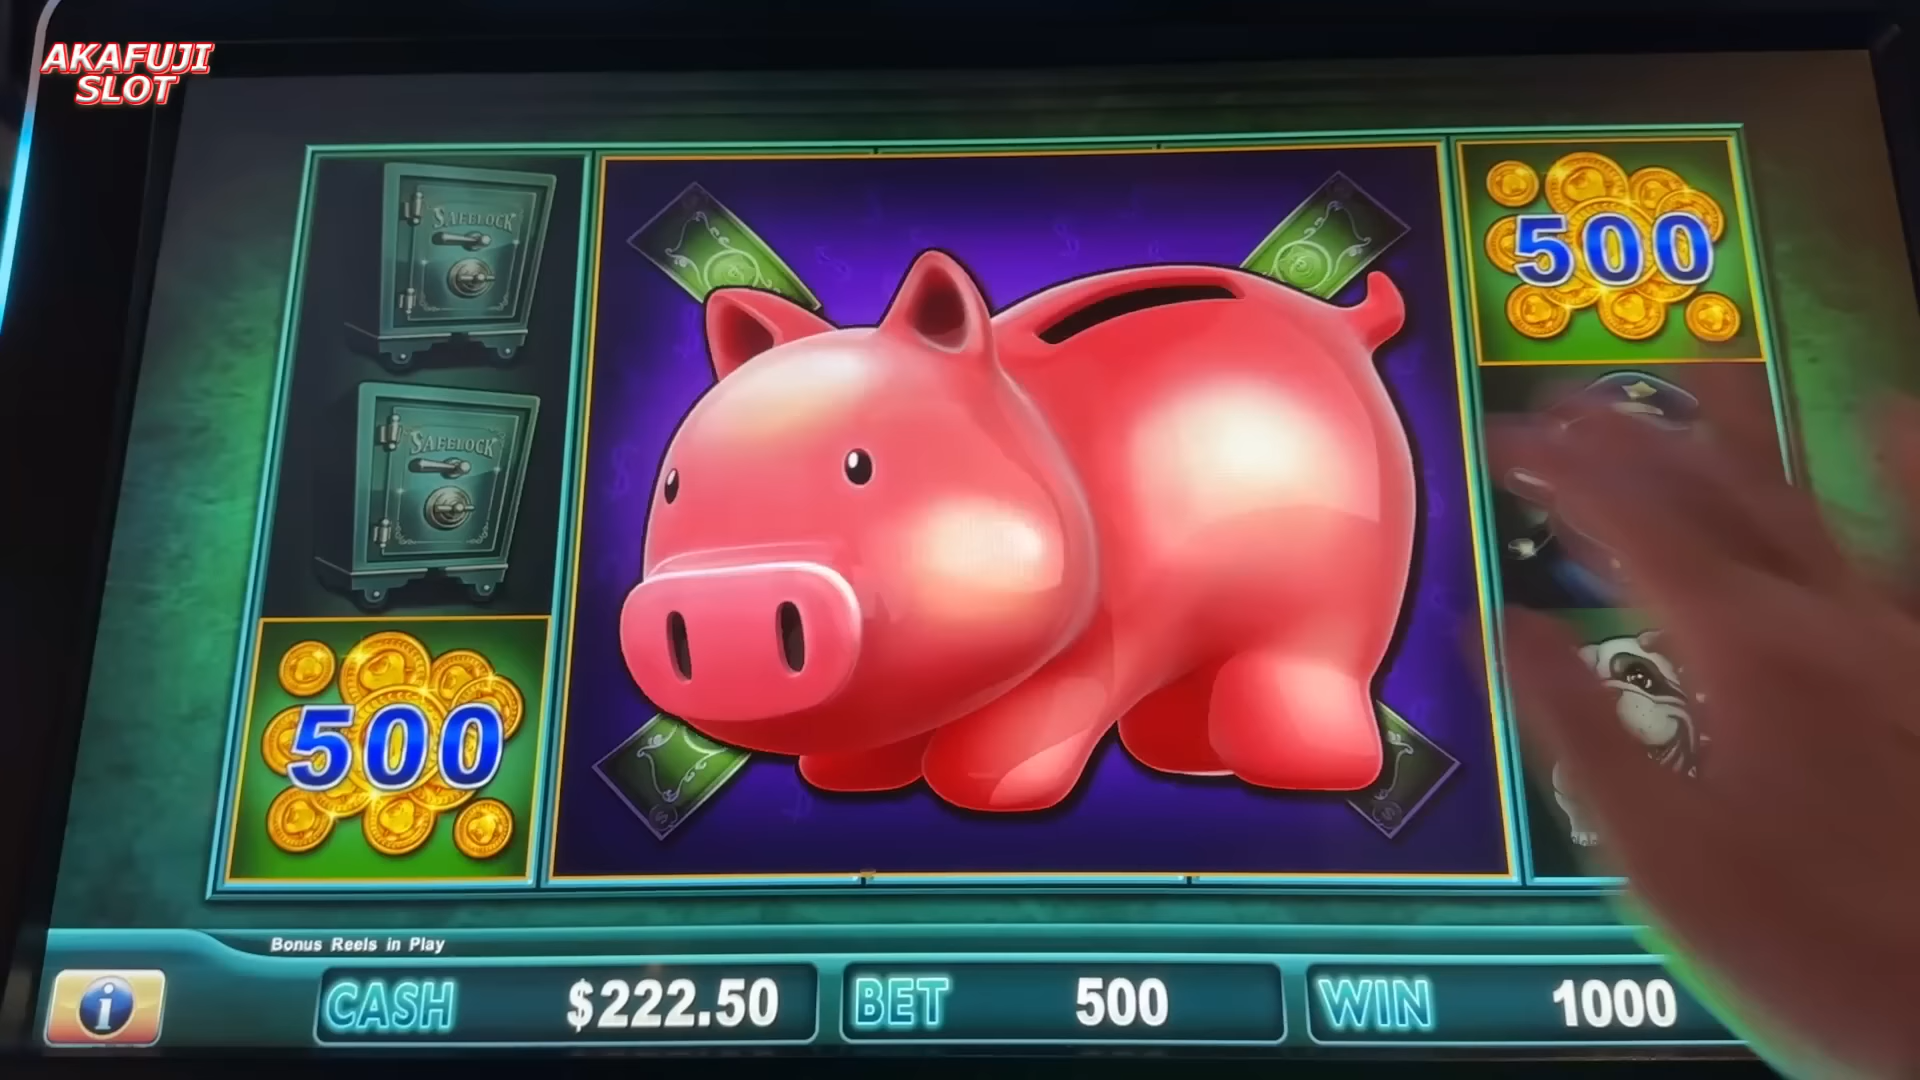 AKAFUJI
SLOT
SAFELOCK
500
SAFELOCK
500
Bonus Reels in Play
i
CASH $222.50 BET 500 WIN 1000